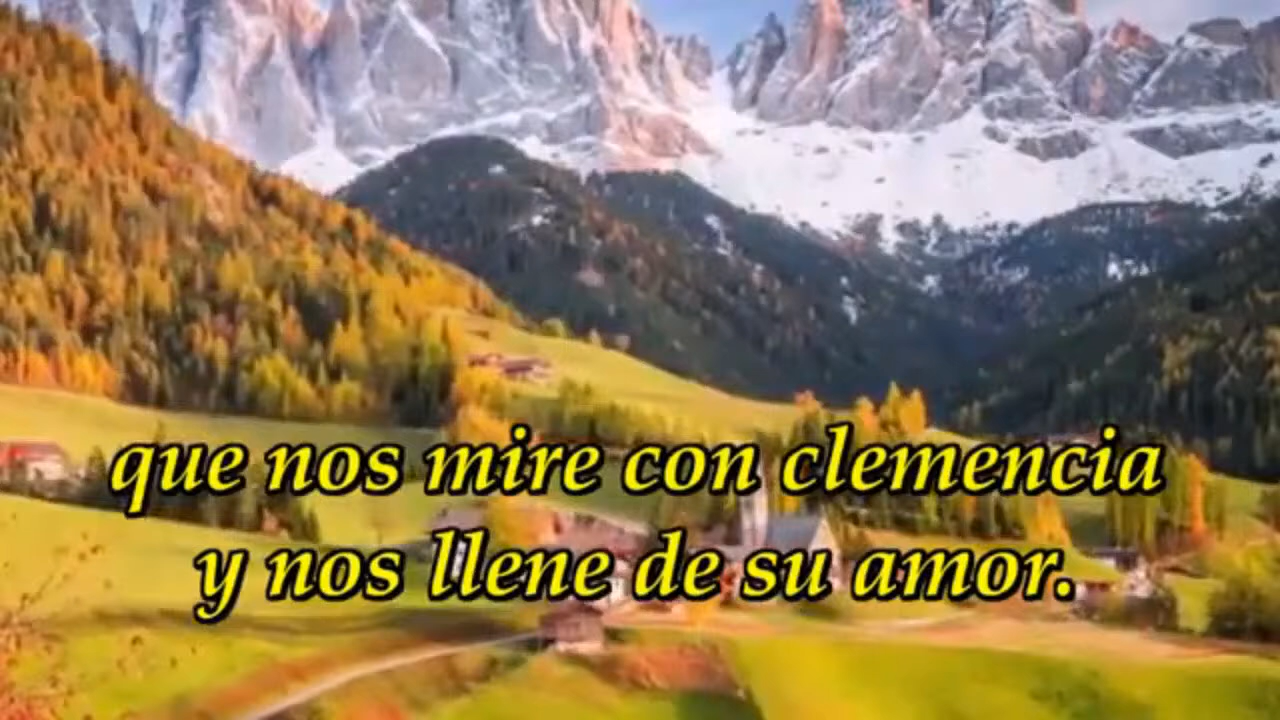 que nos mire con clemencia
y nos llene de su amor.